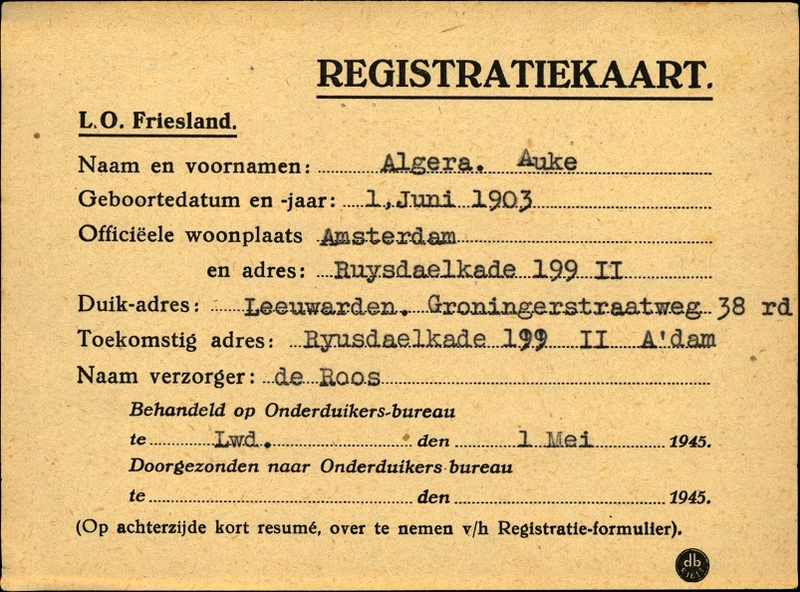 REGISTRATIEKAART.
L.O. Friesland.
Naam en voornamen: Algera. Auke
Geboortedatum en -jaar: 1, Juni 1903
Officiëele woonplaats Amsterdam
en adres: Ruysdaelkade 199 II
Duik-adres: Leeuwarden. Groningerstraatweg 38 rd
Toekomstig adres: Ryusdaelkade 199 II A'dam
Naam verzorger: de Roos
Behandeld op Onderduikers-bureau
te Lwd. den 1 Mei 1945.
Doorgezonden naar Onderduikers bureau
te den 1945.
(Op achterzijde kort resumé, over te nemen v/h Registratie-formulier).
db